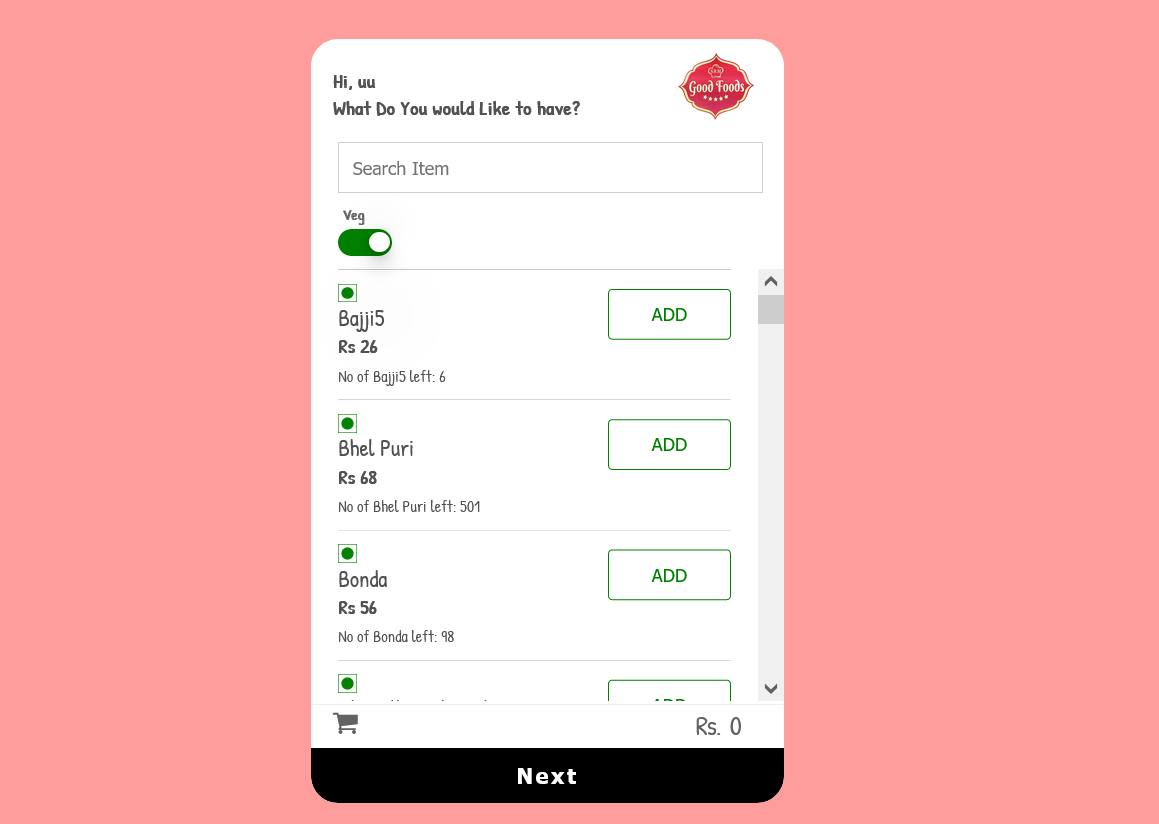 Hi, uu
Good Foods
What Do You would Like to have?
Search Item
Veg
Bajji5
ADD
Rs 26
No of Bajji5 left: 6
Bhel Puri
ADD
Rs 68
No of Bhel Puri left: 501
Bonda
ADD
Rs 56
No of Bonda left: 98
ADD
Rs. 0
Next